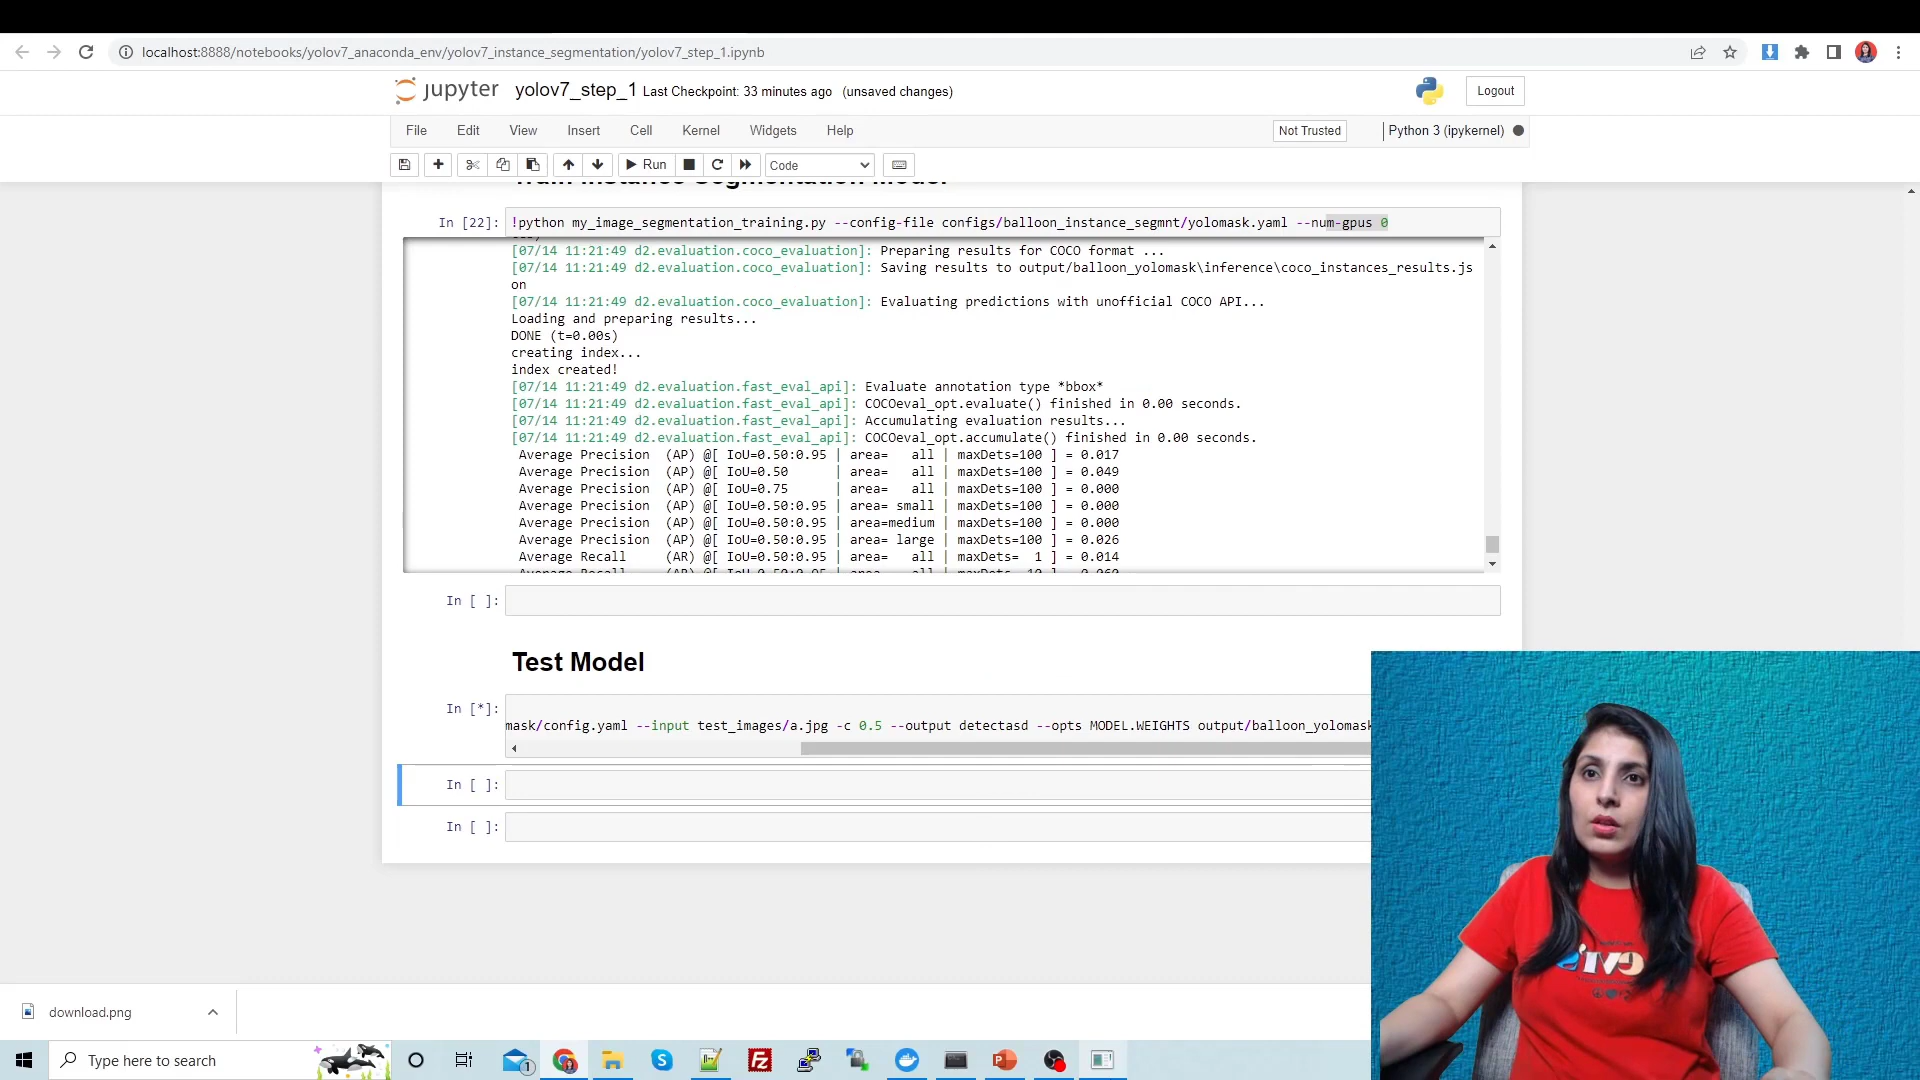 localhost:8888/notebooks/yolov7_anaconda_env/yolov7_instance_segmentation/yolov7_step_1.ipynb
jupyter yolov7_step_1 Last Checkpoint: 33 minutes ago (unsaved changes)
Logout
File Edit View Insert Cell Kernel Widgets Help
Not Trusted
Python 3 (ipykernel)
Run
Code
Train Instance Segmentation Model
In [22]: !python my_image_segmentation_training.py --config-file configs/balloon_instance_segmnt/yolomask.yaml --num-gpus 0
[07/14 11:21:49 d2.evaluation.coco_evaluation]: Preparing results for COCO format ...
[07/14 11:21:49 d2.evaluation.coco_evaluation]: Saving results to output/balloon_yolomask\inference\coco_instances_results.js
on
[07/14 11:21:49 d2.evaluation.coco_evaluation]: Evaluating predictions with unofficial COCO API...
Loading and preparing results...
DONE (t=0.00s)
creating index...
index created!
[07/14 11:21:49 d2.evaluation.fast_eval_api]: Evaluate annotation type *bbox*
[07/14 11:21:49 d2.evaluation.fast_eval_api]: COCOeval_opt.evaluate() finished in 0.00 seconds.
[07/14 11:21:49 d2.evaluation.fast_eval_api]: Accumulating evaluation results...
[07/14 11:21:49 d2.evaluation.fast_eval_api]: COCOeval_opt.accumulate() finished in 0.00 seconds.
Average Precision (AP) @[ IoU=0.50:0.95 | area= all | maxDets=100 ] = 0.017
Average Precision (AP) @[ IoU=0.50 | area= all | maxDets=100 ] = 0.049
Average Precision (AP) @[ IoU=0.75 | area= all | maxDets=100 ] = 0.000
Average Precision (AP) @[ IoU=0.50:0.95 | area= small | maxDets=100 ] = 0.000
Average Precision (AP) @[ IoU=0.50:0.95 | area=medium | maxDets=100 ] = 0.000
Average Precision (AP) @[ IoU=0.50:0.95 | area= large | maxDets=100 ] = 0.026
Average Recall (AR) @[ IoU=0.50:0.95 | area= all | maxDets= 1 ] = 0.014
In [ ]:
Test Model
In [*]:
mask/config.yaml --input test_images/a.jpg -c 0.5 --output detectasd --opts MODEL.WEIGHTS output/balloon_yolomask
In [ ]:
In [ ]:
download.png
Type here to search